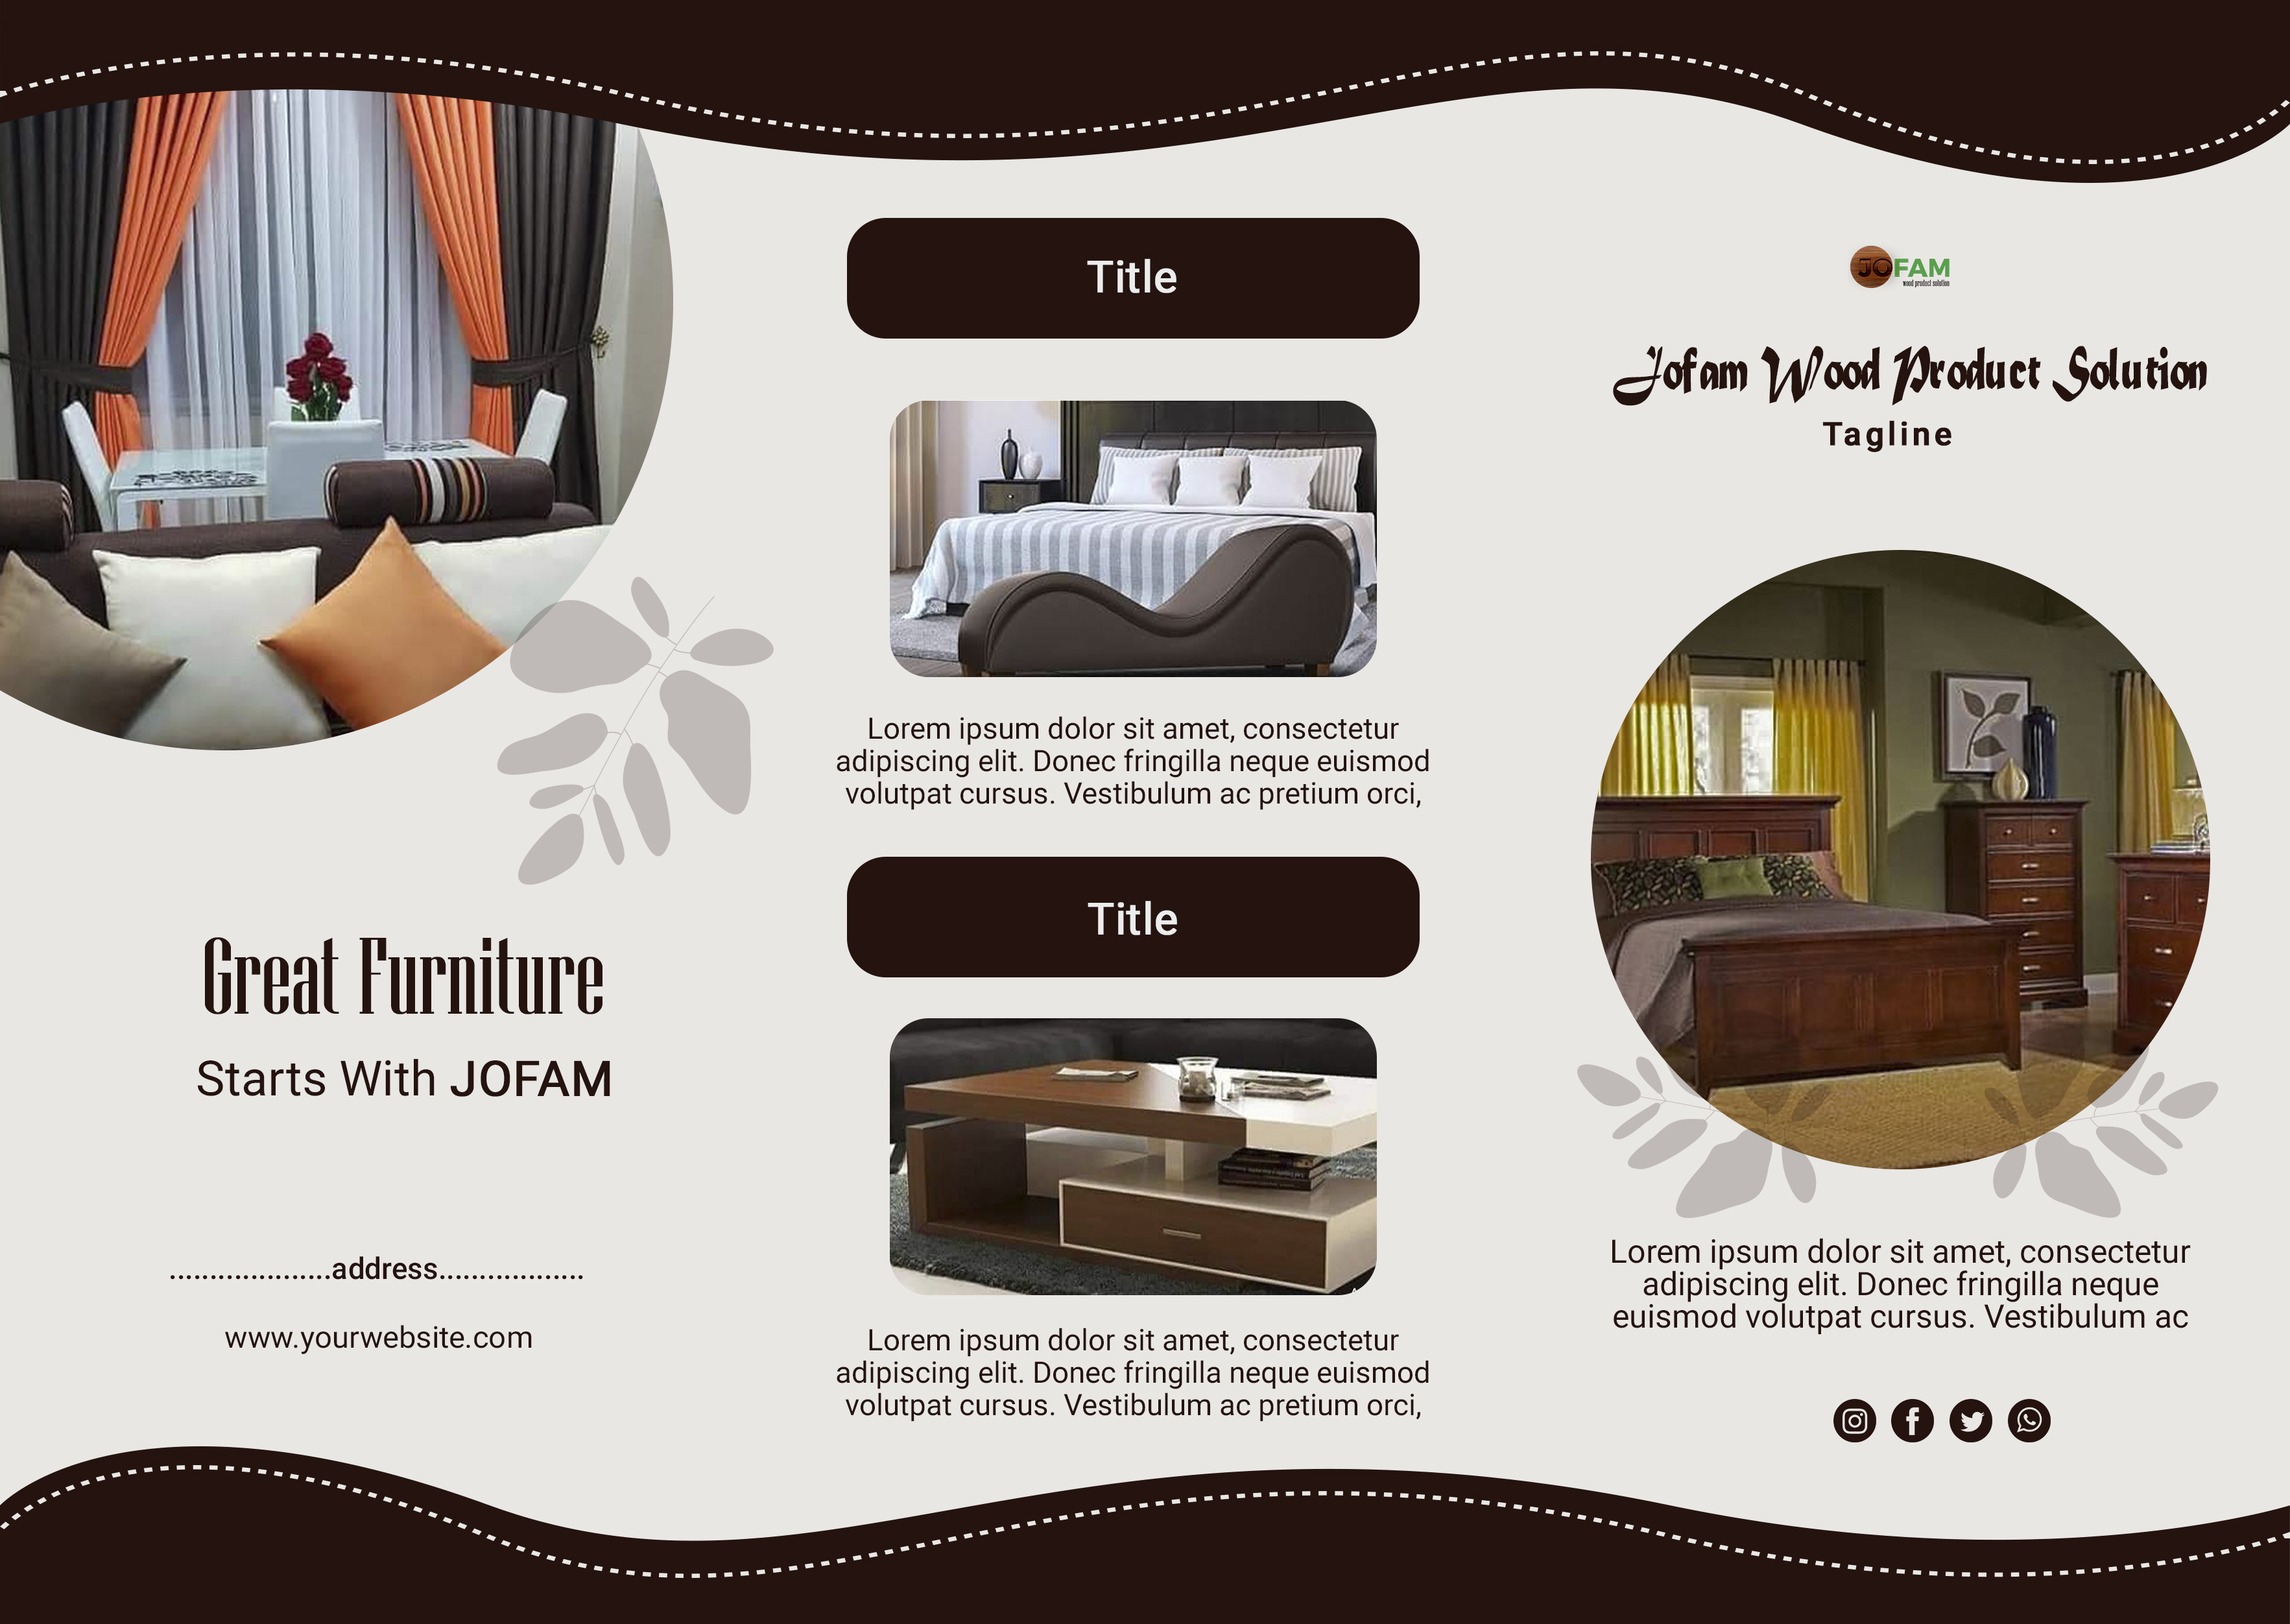 Great Furniture
Starts With JOFAM
....................address..................
www.yourwebsite.com
Title
Lorem ipsum dolor sit amet, consectetur
adipiscing elit. Donec fringilla neque euismod
volutpat cursus. Vestibulum ac pretium orci,
Title
Lorem ipsum dolor sit amet, consectetur
adipiscing elit. Donec fringilla neque euismod
volutpat cursus. Vestibulum ac pretium orci,
JOFAM
wood product solution
Jofam Wood Product Solution
Tagline
Lorem ipsum dolor sit amet, consectetur
adipiscing elit. Donec fringilla neque
euismod volutpat cursus. Vestibulum ac